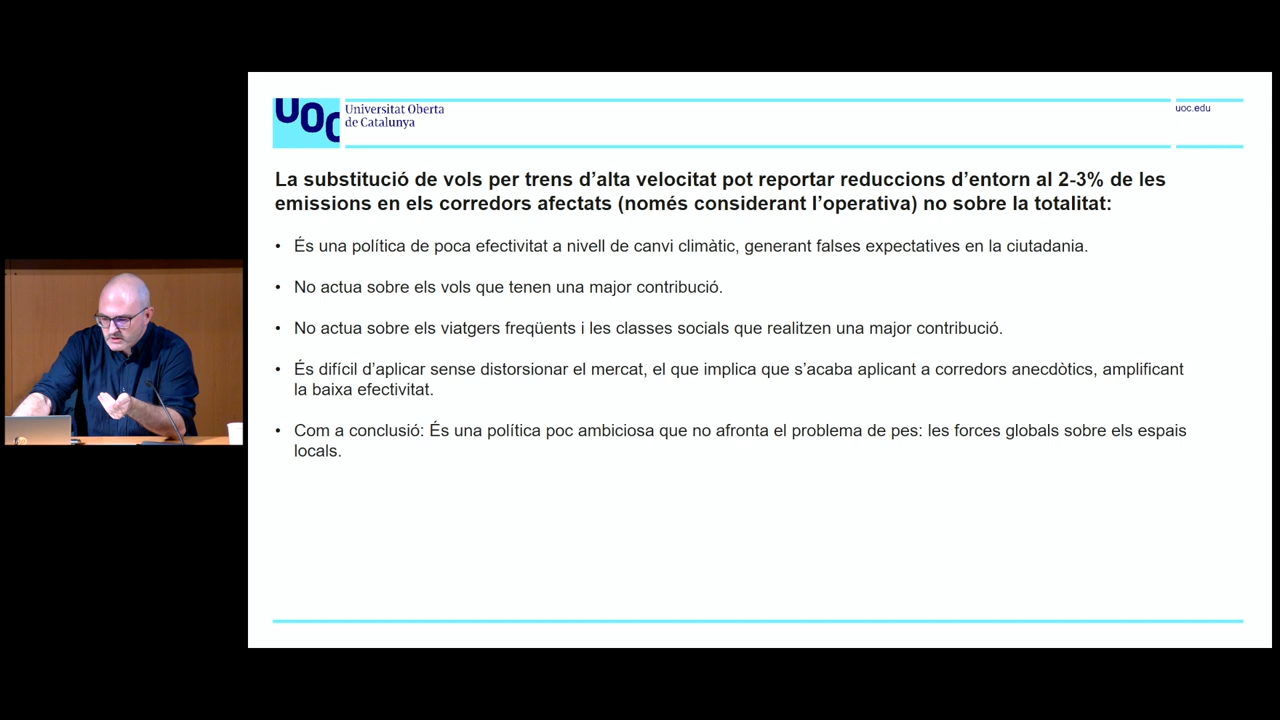 UOC
Universitat Oberta
de Catalunya
uoc.edu
La substitució de vols per trens d’alta velocitat pot reportar reduccions d’entorn al 2-3% de les
emissions en els corredors afectats (només considerant l’operativa) no sobre la totalitat:
• És una política de poca efectivitat a nivell de canvi climàtic, generant falses expectatives en la ciutadania.
• No actua sobre els vols que tenen una major contribució.
• No actua sobre els viatgers freqüents i les classes socials que realitzen una major contribució.
• És difícil d’aplicar sense distorsionar el mercat, el que implica que s’acaba aplicant a corredors anecdòtics, amplificant
la baixa efectivitat.
• Com a conclusió: És una política poc ambiciosa que no afronta el problema de pes: les forces globals sobre els espais
locals.